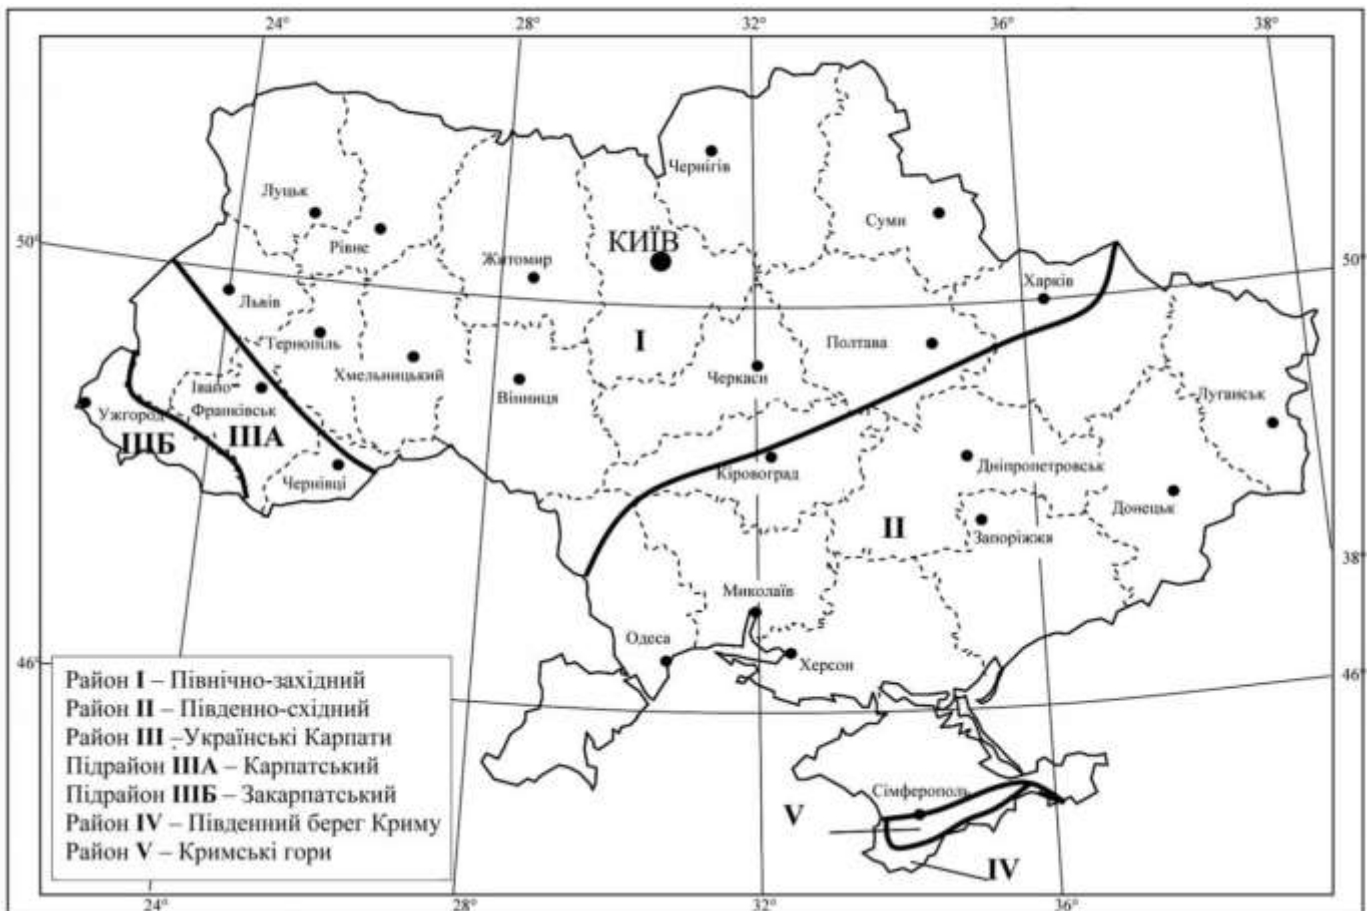 24°
28°
32°
36°
38°
Чернігів
Луцьк
Суми
Рівне
КИЇВ
50°
50°
Житомир
Харків
Львів
Тернопіль
I
Полтава
Хмельницький
Черкаси
Вінниця
Івано-
Франківськ
Луганськ
Ужгород
ІІІБ
ІІІА
Кіровоград
Дніпропетровськ
Чернівці
Донецьк
II
Запоріжжя
38°
Миколаїв
Одеса
Херсон
46°
46°
Район I – Північно-західний
Район II – Південно-східний
Район III –Українські Карпати
Підрайон IIIА – Карпатський
Підрайон IIIБ – Закарпатський
Район IV – Південний берег Криму
Район V – Кримські гори
Сімферополь
V
IV
24°
28°
32°
36°